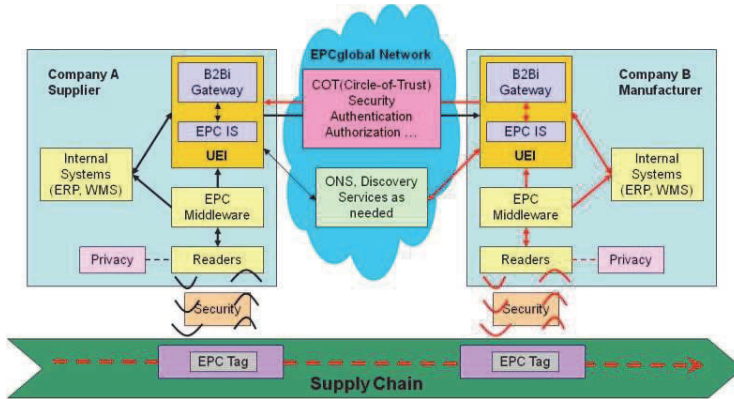 EPCglobal Network
Company A
Supplier
B2Bi
Gateway
EPC IS
UEI
Internal
Systems
(ERP, WMS)
EPC
Middleware
Privacy
Readers
Security
COT(Circle-of-Trust)
Security
Authentication
Authorization ...
ONS, Discovery
Services as
needed
Company B
Manufacturer
B2Bi
Gateway
EPC IS
UEI
Internal
Systems
(ERP, WMS)
EPC
Middleware
Readers
Privacy
Security
EPC Tag
EPC Tag
Supply Chain